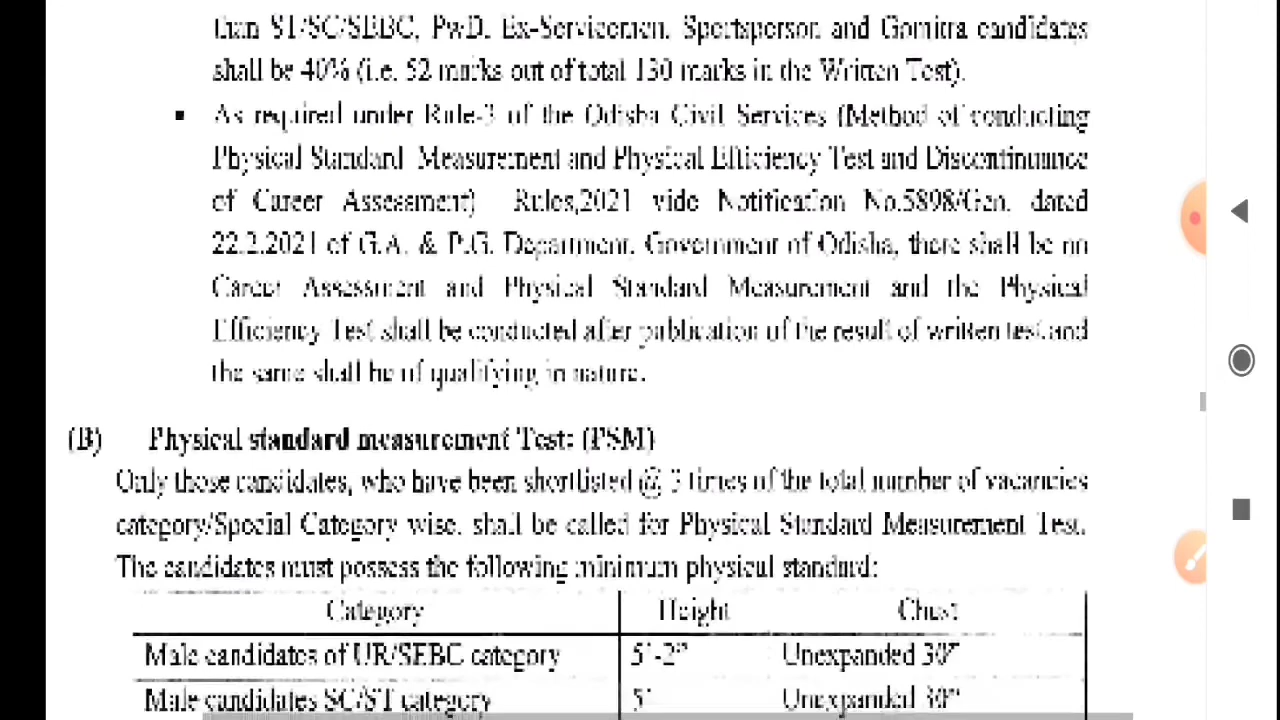 than ST/SC/SEBC, PwD, Ex-Servicemen, Sportsperson and Gomitra candidates
shall be 40% (i.e. 52 marks out of total 130 marks in the Written Test).
▪ As required under Rule-3 of the Odisha Civil Services (Method of conducting
Physical Standard Measurement and Physical Efficiency Test and Discontinuance
of Career Assessment) Rules,2021 vide Notification No.5898/Gen. dated
22.2.2021 of G.A. & P.G. Department, Government of Odisha, there shall be no
Career Assessment and Physical Standard Measurement and the Physical
Efficiency Test shall be conducted after publication of the result of written test and
the same shall be of qualifying in nature.
(B) Physical standard measurement Test: (PSM)
Only those candidates, who have been shortlisted @ 3 times of the total number of vacancies
category/Special Category wise, shall be called for Physical Standard Measurement Test.
The candidates must possess the following minimum physical standard:
Category Height Chest
Male candidates of UR/SEBC category 5'-2" Unexpanded 30"
Male candidates SC/ST category 5' Unexpanded 30"